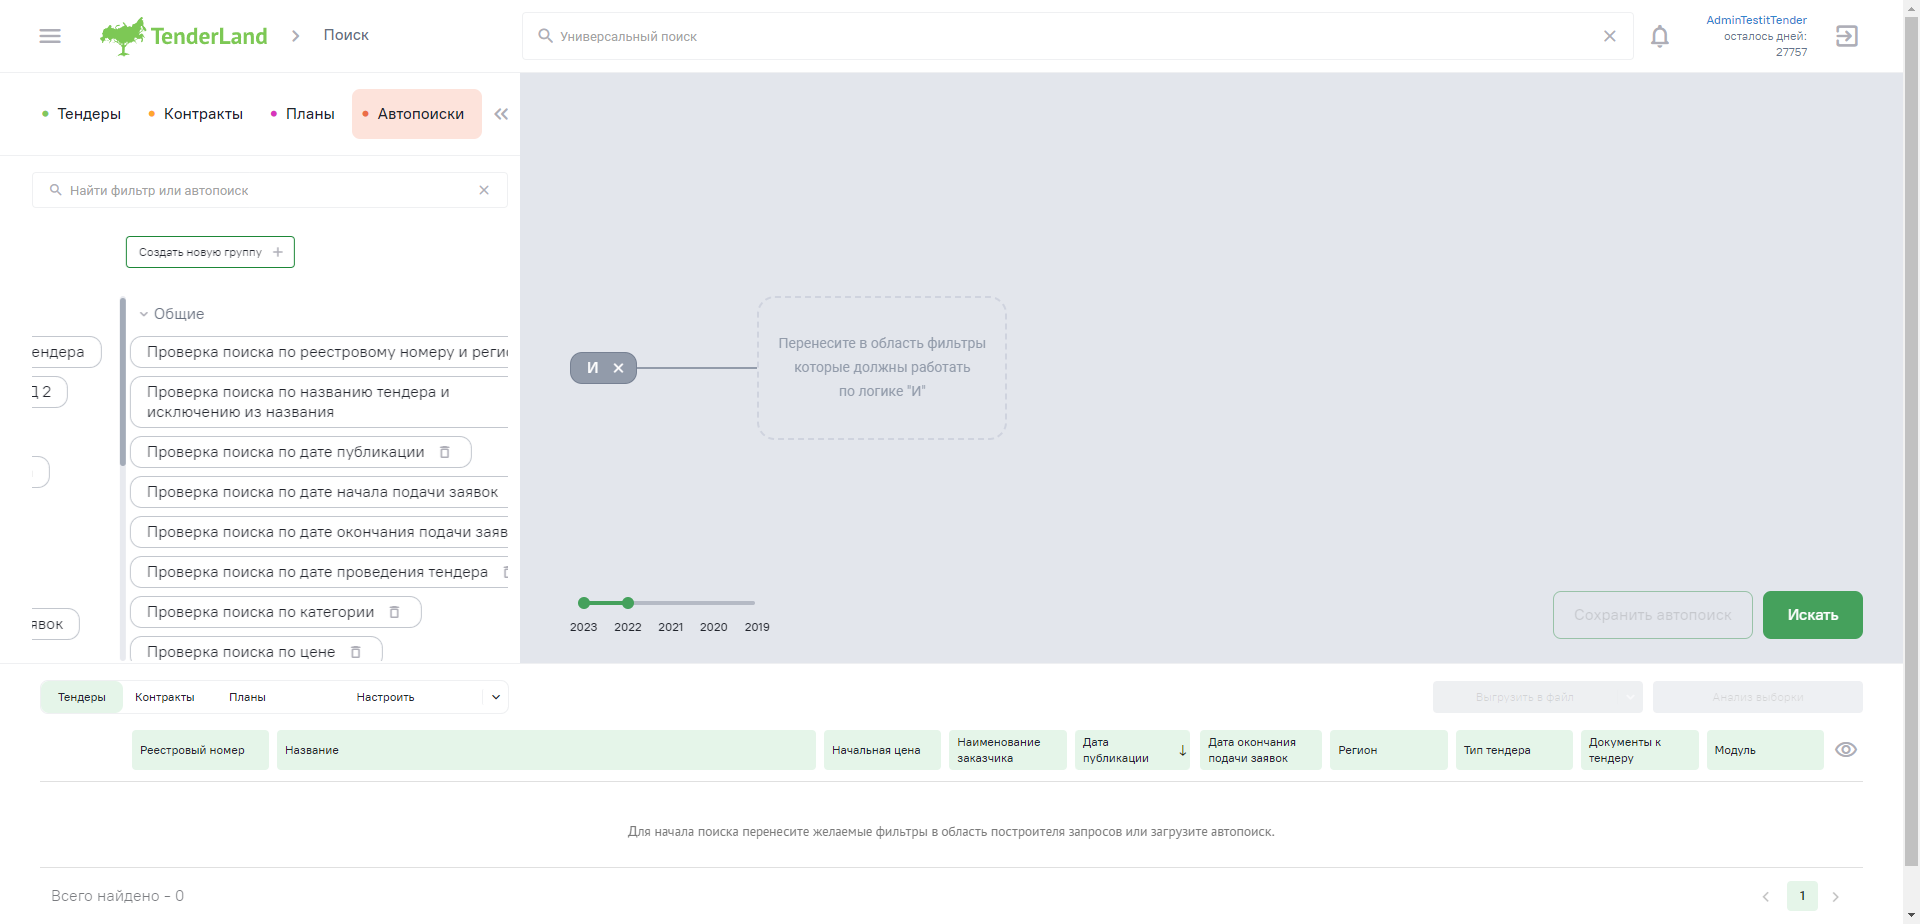 TenderLand
Поиск
Универсальный поиск
AdminTestitTender
осталось дней:
27757
Тендеры
Контракты
Планы
Автопоиски
Найти фильтр или автопоиск
Создать новую группу
Общие
ендера
Проверка поиска по реестровому номеру и реги
Д 2
Проверка поиска по названию тендера и
исключению из названия
Проверка поиска по дате публикации
Проверка поиска по дате начала подачи заявок
Проверка поиска по дате окончания подачи заяв
Проверка поиска по дате проведения тендера
Проверка поиска по категории
явок
Проверка поиска по цене
И
Перенесите в область фильтры
которые должны работать
по логике "И"
2023 2022 2021 2020 2019
Сохранить автопоиск
Искать
Тендеры
Контракты
Планы
Настроить
Выгрузить в файл
Анализ выборки
Реестровый номер
Название
Начальная цена
Наименование
заказчика
Дата
публикации
Дата окончания
подачи заявок
Регион
Тип тендера
Документы к
тендеру
Модуль
Для начала поиска перенесите желаемые фильтры в область построителя запросов или загрузите автопоиск.
Всего найдено - 0
1